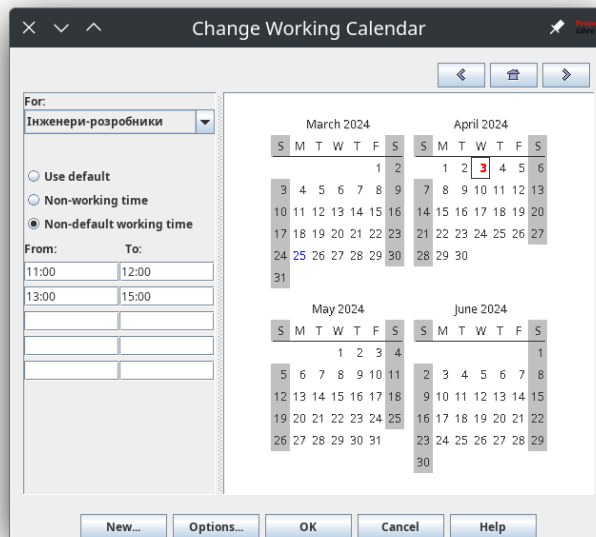 Change Working Calendar
Project
Libre
For:
Інженери-розробники
Use default
Non-working time
Non-default working time
From: To:
11:00 12:00
13:00 15:00
March 2024
S M T W T F S
1 2
3 4 5 6 7 8 9
10 11 12 13 14 15 16
17 18 19 20 21 22 23
24 25 26 27 28 29 30
31
April 2024
S M T W T F S
1 2 3 4 5 6
7 8 9 10 11 12 13
14 15 16 17 18 19 20
21 22 23 24 25 26 27
28 29 30
May 2024
S M T W T F S
1 2 3 4
5 6 7 8 9 10 11
12 13 14 15 16 17 18
19 20 21 22 23 24 25
26 27 28 29 30 31
June 2024
S M T W T F S
1
2 3 4 5 6 7 8
9 10 11 12 13 14 15
16 17 18 19 20 21 22
23 24 25 26 27 28 29
30
New... Options... OK Cancel Help